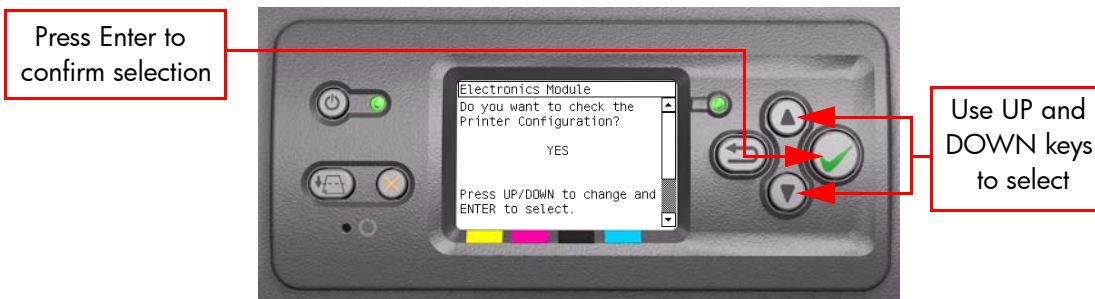 Press Enter to
confirm selection
Electronics Module
Do you want to check the
Printer Configuration?
YES
Press UP/DOWN to change and
ENTER to select.
Use UP and
DOWN keys
to select